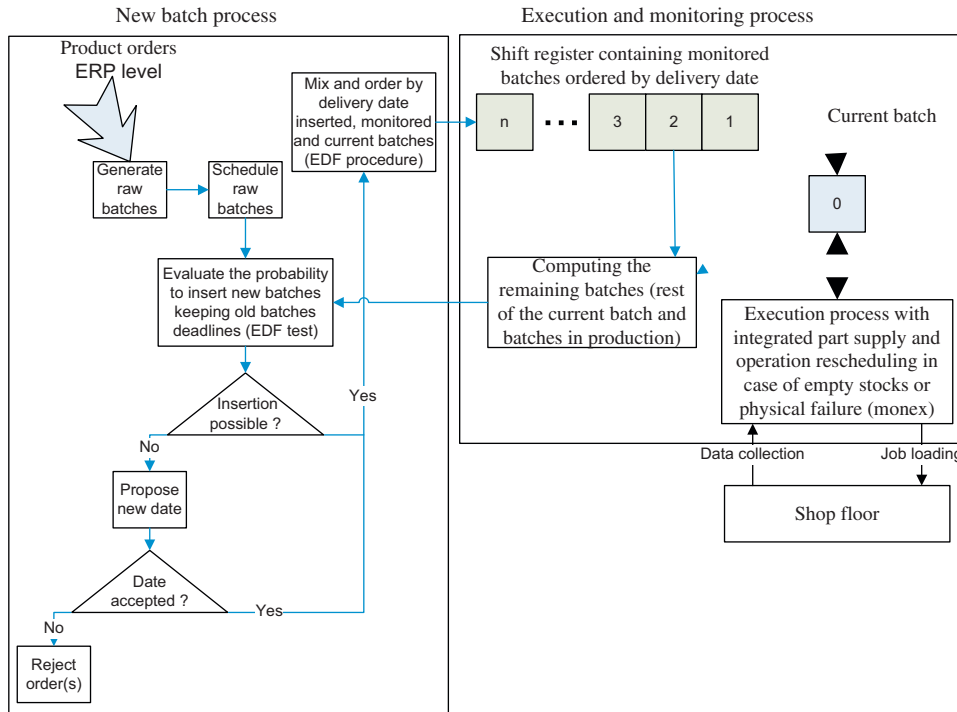 New batch process
Execution and monitoring process
Product orders
ERP level
Generate
raw
batches
Schedule
raw
batches
Mix and order by
delivery date
inserted, monitored
and current batches
(EDF procedure)
Evaluate the probability
to insert new batches
keeping old batches
deadlines (EDF test)
Insertion
possible ?
Yes
No
Propose
new date
Date
accepted ?
Yes
No
Reject
order(s)
Shift register containing monitored
batches ordered by delivery date
n
3
2
1
Current batch
0
Computing the
remaining batches (rest
of the current batch and
batches in production)
Execution process with
integrated part supply and
operation rescheduling in
case of empty stocks or
physical failure (monex)
Data collection
Job loading
Shop floor